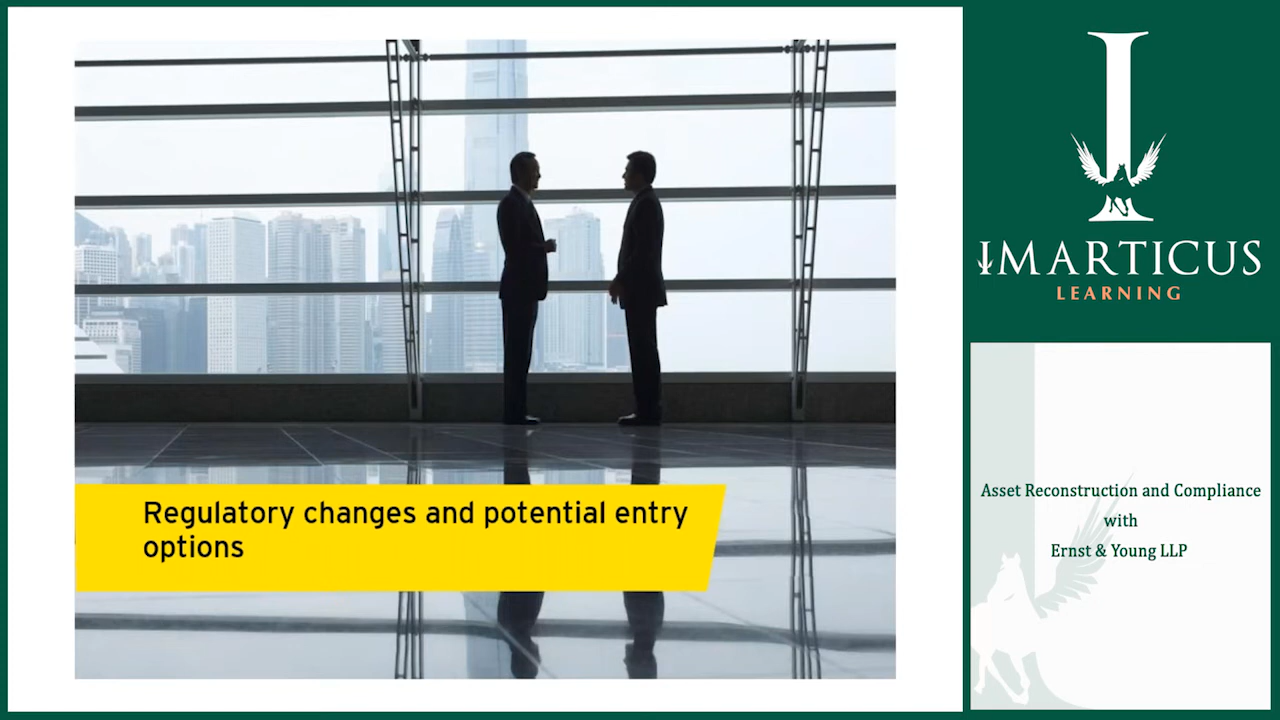 Regulatory changes and potential entry
options
IMARTICUS
LEARNING
Asset Reconstruction and Compliance
with
Ernst & Young LLP